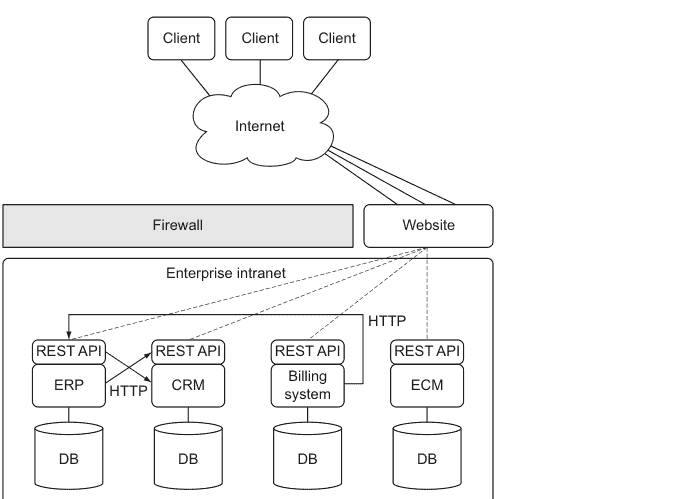 Client Client Client
Internet
Firewall Website
Enterprise intranet
HTTP
REST API REST API REST API REST API
ERP HTTP CRM Billing system ECM
DB DB DB DB